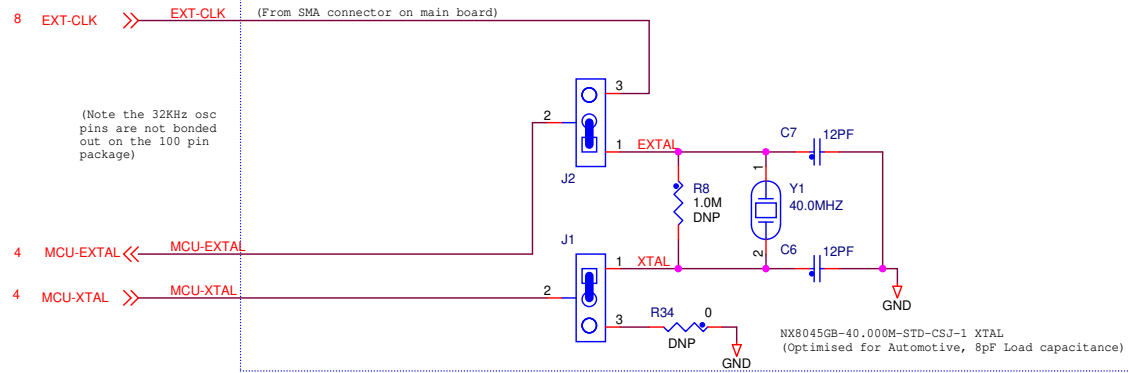 8 EXT-CLK EXT-CLK (From SMA connector on main board)
3
(Note the 32KHz osc
pins are not bonded
out on the 100 pin
package)
2
1 EXTAL
J2
C7 12PF
R8
1.0M
DNP
1
Y1
40.0MHZ
2
4 MCU-EXTAL MCU-EXTAL
J1
1 XTAL
C6 12PF
4 MCU-XTAL MCU-XTAL 2
GND
3
R34 0
DNP
GND
NX8045GB-40.000M-STD-CSJ-1 XTAL
(Optimised for Automotive, 8pF Load capacitance)